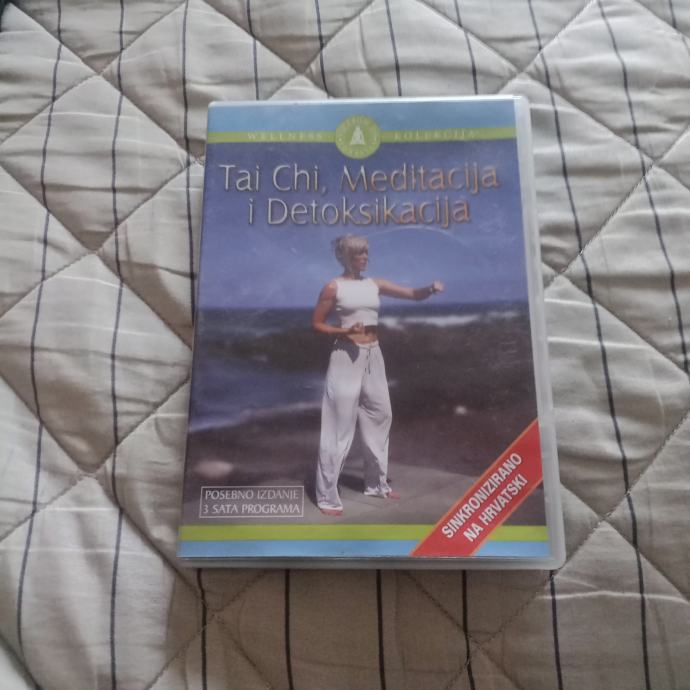 WELLNESS KOLEKCIJA
Tai Chi, Meditacija
i Detoksikacija
POSEBNO IZDANJE
3 SATA PROGRAMA
SINKRONIZIRANO
NA HRVATSKI